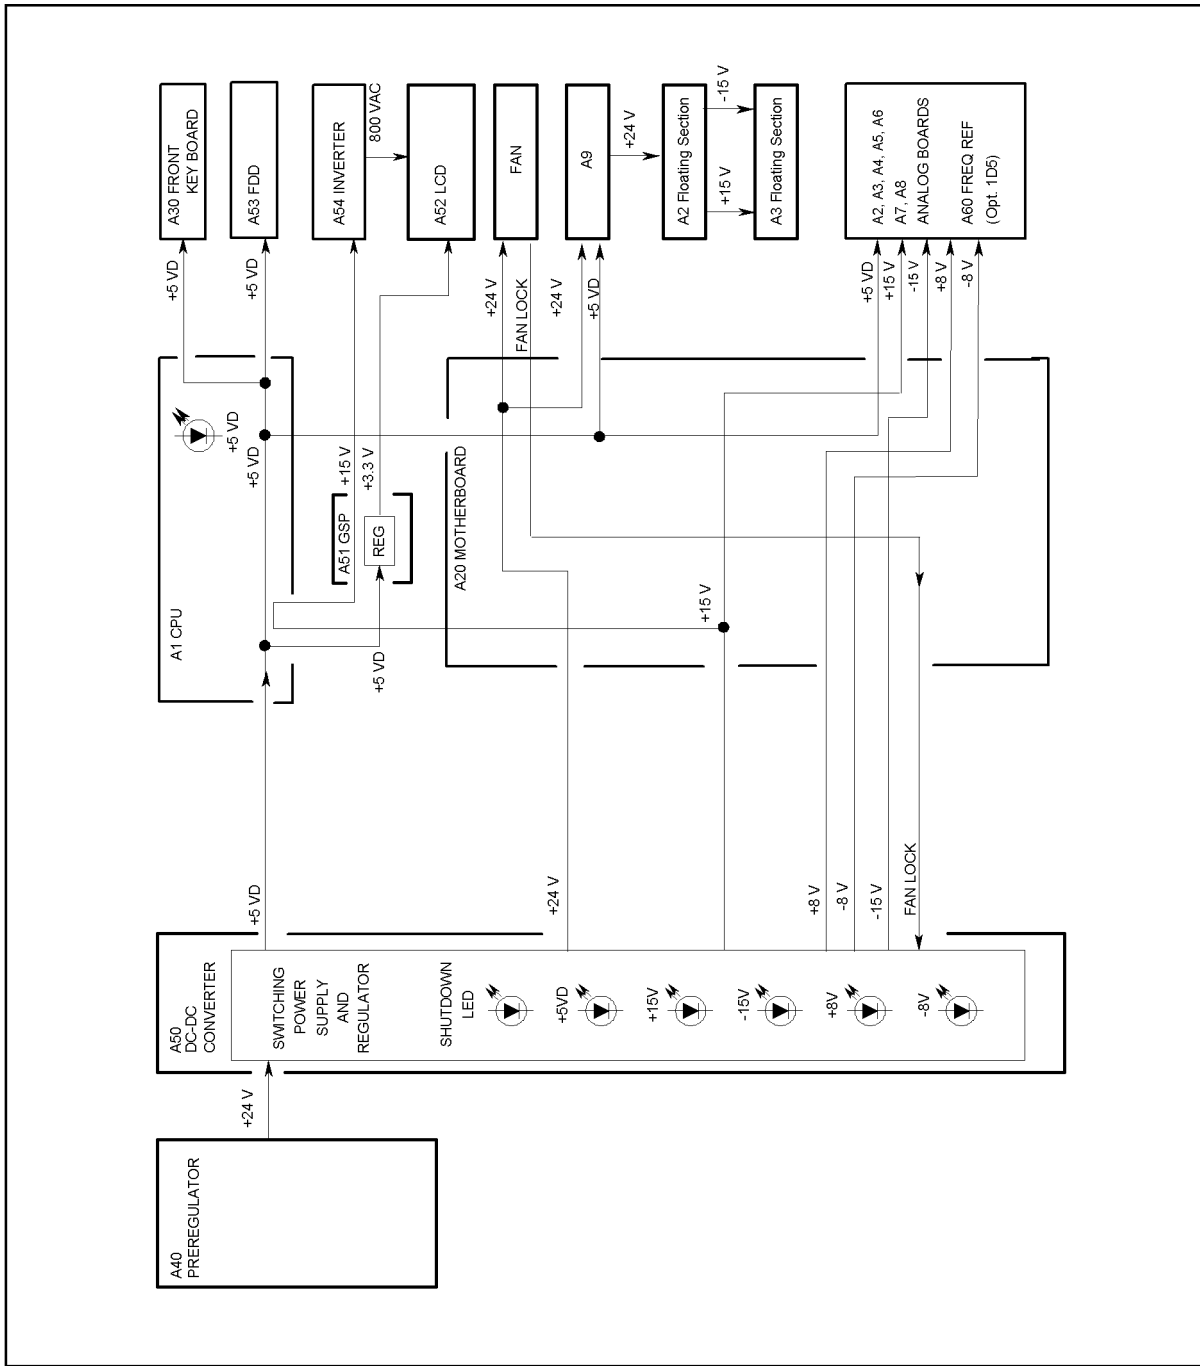 A40
PREREGULATOR
+24 V
A50
DC-DC
CONVERTER
SWITCHING
POWER
SUPPLY
AND
REGULATOR
SHUTDOWN
LED
+5VD
+15V
-15V
+8V
-8V
+5 VD
+24 V
+8 V
-8 V
-15 V
FAN LOCK
A1 CPU
+5 VD
+5 VD
+5 VD
A51 GSP
REG
+15 V
+3.3 V
A20 MOTHERBOARD
+15 V
+5 VD
+5 VD
+24 V
FAN LOCK
+24 V
+5 VD
+5 VD
+15 V
-15 V
+8 V
-8 V
A30 FRONT
KEY BOARD
A53 FDD
A54 INVERTER
800 VAC
A52 LCD
FAN
A9
+24 V
A2 Floating Section
+15 V
-15 V
A3 Floating Section
A2, A3, A4, A5, A6
A7, A8
ANALOG BOARDS
A60 FREQ REF
(Opt. 1D5)